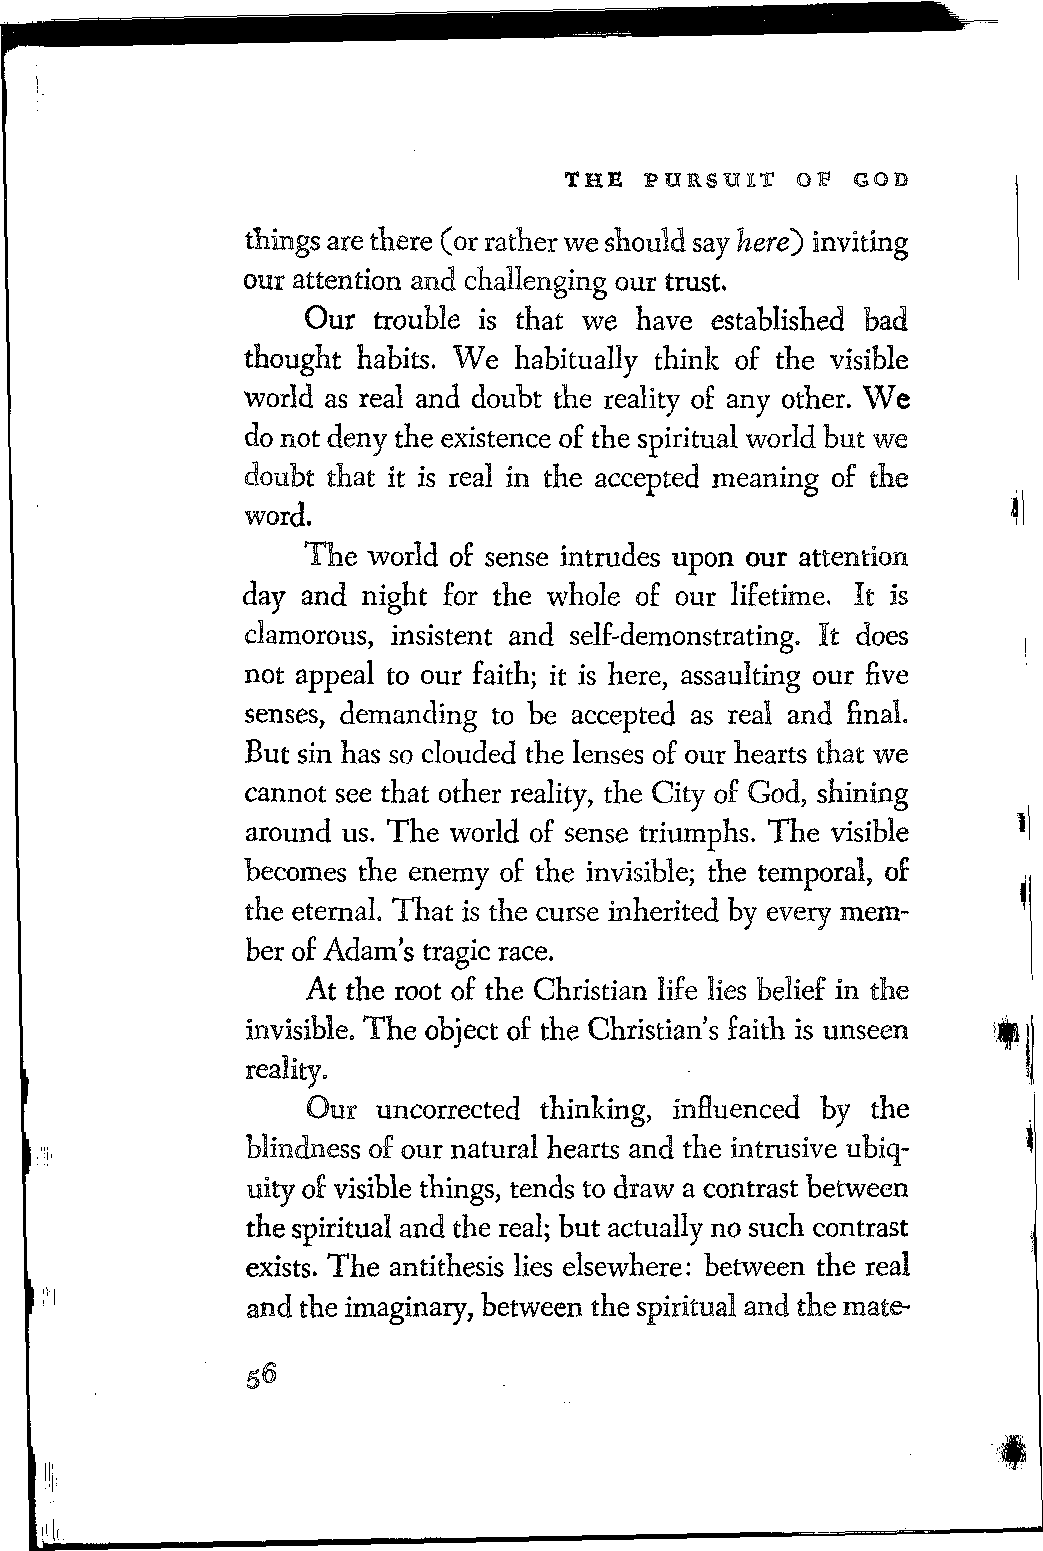 THE PURSUIT OF GOD
things are there (or rather we should say here) inviting
our attention and challenging our trust.
Our trouble is that we have established bad
thought habits. We habitually think of the visible
world as real and doubt the reality of any other. We
do not deny the existence of the spiritual world but we
doubt that it is real in the accepted meaning of the
word.
The world of sense intrudes upon our attention
day and night for the whole of our lifetime. It is
clamorous, insistent and self-demonstrating. It does
not appeal to our faith; it is here, assaulting our five
senses, demanding to be accepted as real and final.
But sin has so clouded the lenses of our hearts that we
cannot see that other reality, the City of God, shining
around us. The world of sense triumphs. The visible
becomes the enemy of the invisible; the temporal, of
the eternal. That is the curse inherited by every mem-
ber of Adam's tragic race.
At the root of the Christian life lies belief in the
invisible. The object of the Christian's faith is unseen
reality.
Our uncorrected thinking, influenced by the
blindness of our natural hearts and the intrusive ubiq-
uity of visible things, tends to draw a contrast between
the spiritual and the real; but actually no such contrast
exists. The antithesis lies elsewhere: between the real
and the imaginary, between the spiritual and the mate-
56